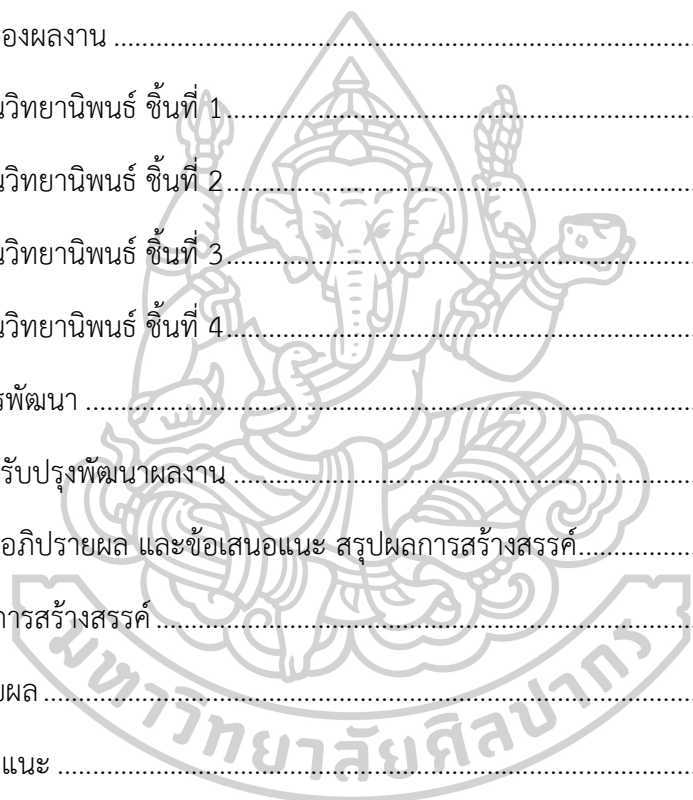 องผลงาน ........................................................................
นวิทยานิพนธ์ ชิ้นที่ 1........................................................................
นวิทยานิพนธ์ ชิ้นที่ 2........................................................................
นวิทยานิพนธ์ ชิ้นที่ 3........................................................................
นวิทยานิพนธ์ ชิ้นที่ 4........................................................................
รพัฒนา ........................................................................
รับปรุงพัฒนาผลงาน ........................................................................
อภิปรายผล และข้อเสนอแนะ สรุปผลการสร้างสรรค์........................
การสร้างสรรค์ ........................................................................
ยผล ........................................................................
แนะ ........................................................................
มหาวิทยาลัยศิลปากร